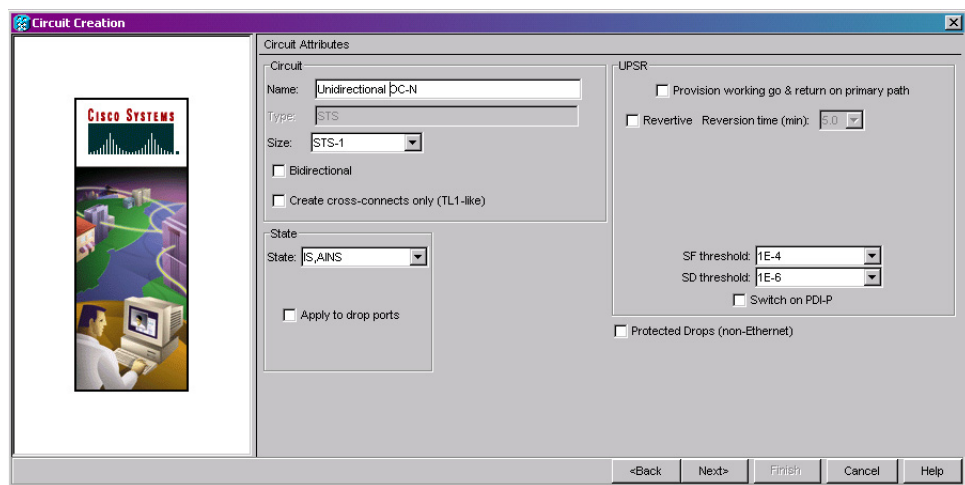 Circuit Creation
CISCO SYSTEMS
Circuit Attributes
Circuit
Name: Unidirectional OC-N
Type: STS
Size: STS-1
Bidirectional
Create cross-connects only (TL1-like)
State
State: IS,AINS
Apply to drop ports
UPSR
Provision working go & return on primary path
Revertive Reversion time (min): 5.0
SF threshold: 1E-4
SD threshold: 1E-6
Switch on PDI-P
Protected Drops (non-Ethernet)
<Back Next> Finish Cancel Help